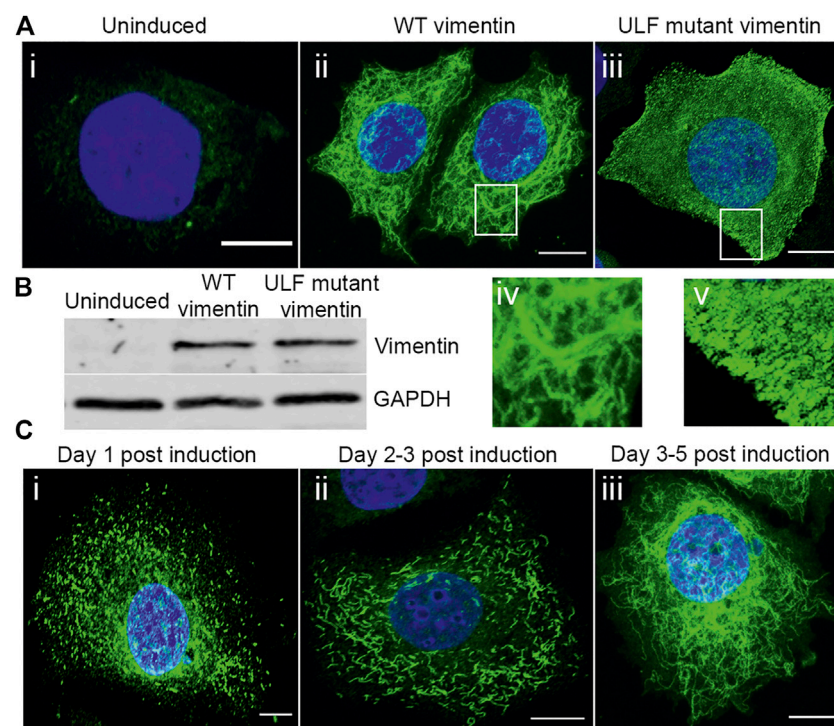 A
Uninduced
WT vimentin
ULF mutant vimentin
i
ii
iii
B
Uninduced
WT
vimentin
ULF mutant
vimentin
Vimentin
GAPDH
iv
v
C
Day 1 post induction
Day 2-3 post induction
Day 3-5 post induction
i
ii
iii